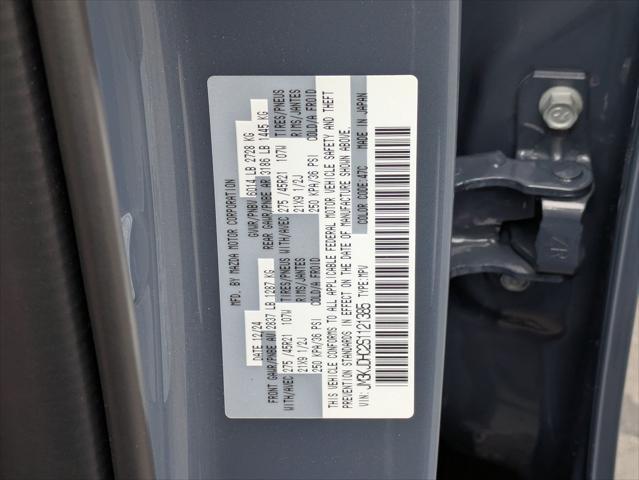 MFD. BY MAZDA MOTOR CORPORATION
DATE 12/24 GVWR/PNBV 6014 LB 2728 KG
FRONT GAWR/PNBE AV 2837 LB 1287 KG REAR GAWR/PNBE AR 3186 LB 1445 KG
WITH/AVEC TIRES/PNEUS WITH/AVEC TIRES/PNEUS
275 /45R21 107W RIMS/JANTES 275 /45R21 107W RIMS/JANTES
21X9 1/2J COLD/A FROID 21X9 1/2J COLD/A FROID
250 KPA/36 PSI 250 KPA/36 PSI
THIS VEHICLE CONFORMS TO ALL APPLICABLE FEDERAL MOTOR VEHICLE SAFETY AND THEFT
PREVENTION STANDARDS IN EFFECT ON THE DATE OF MANUFACTURE SHOWN ABOVE.
VIN: TYPE:MPV COLOR CODE:47C MADE IN JAPAN